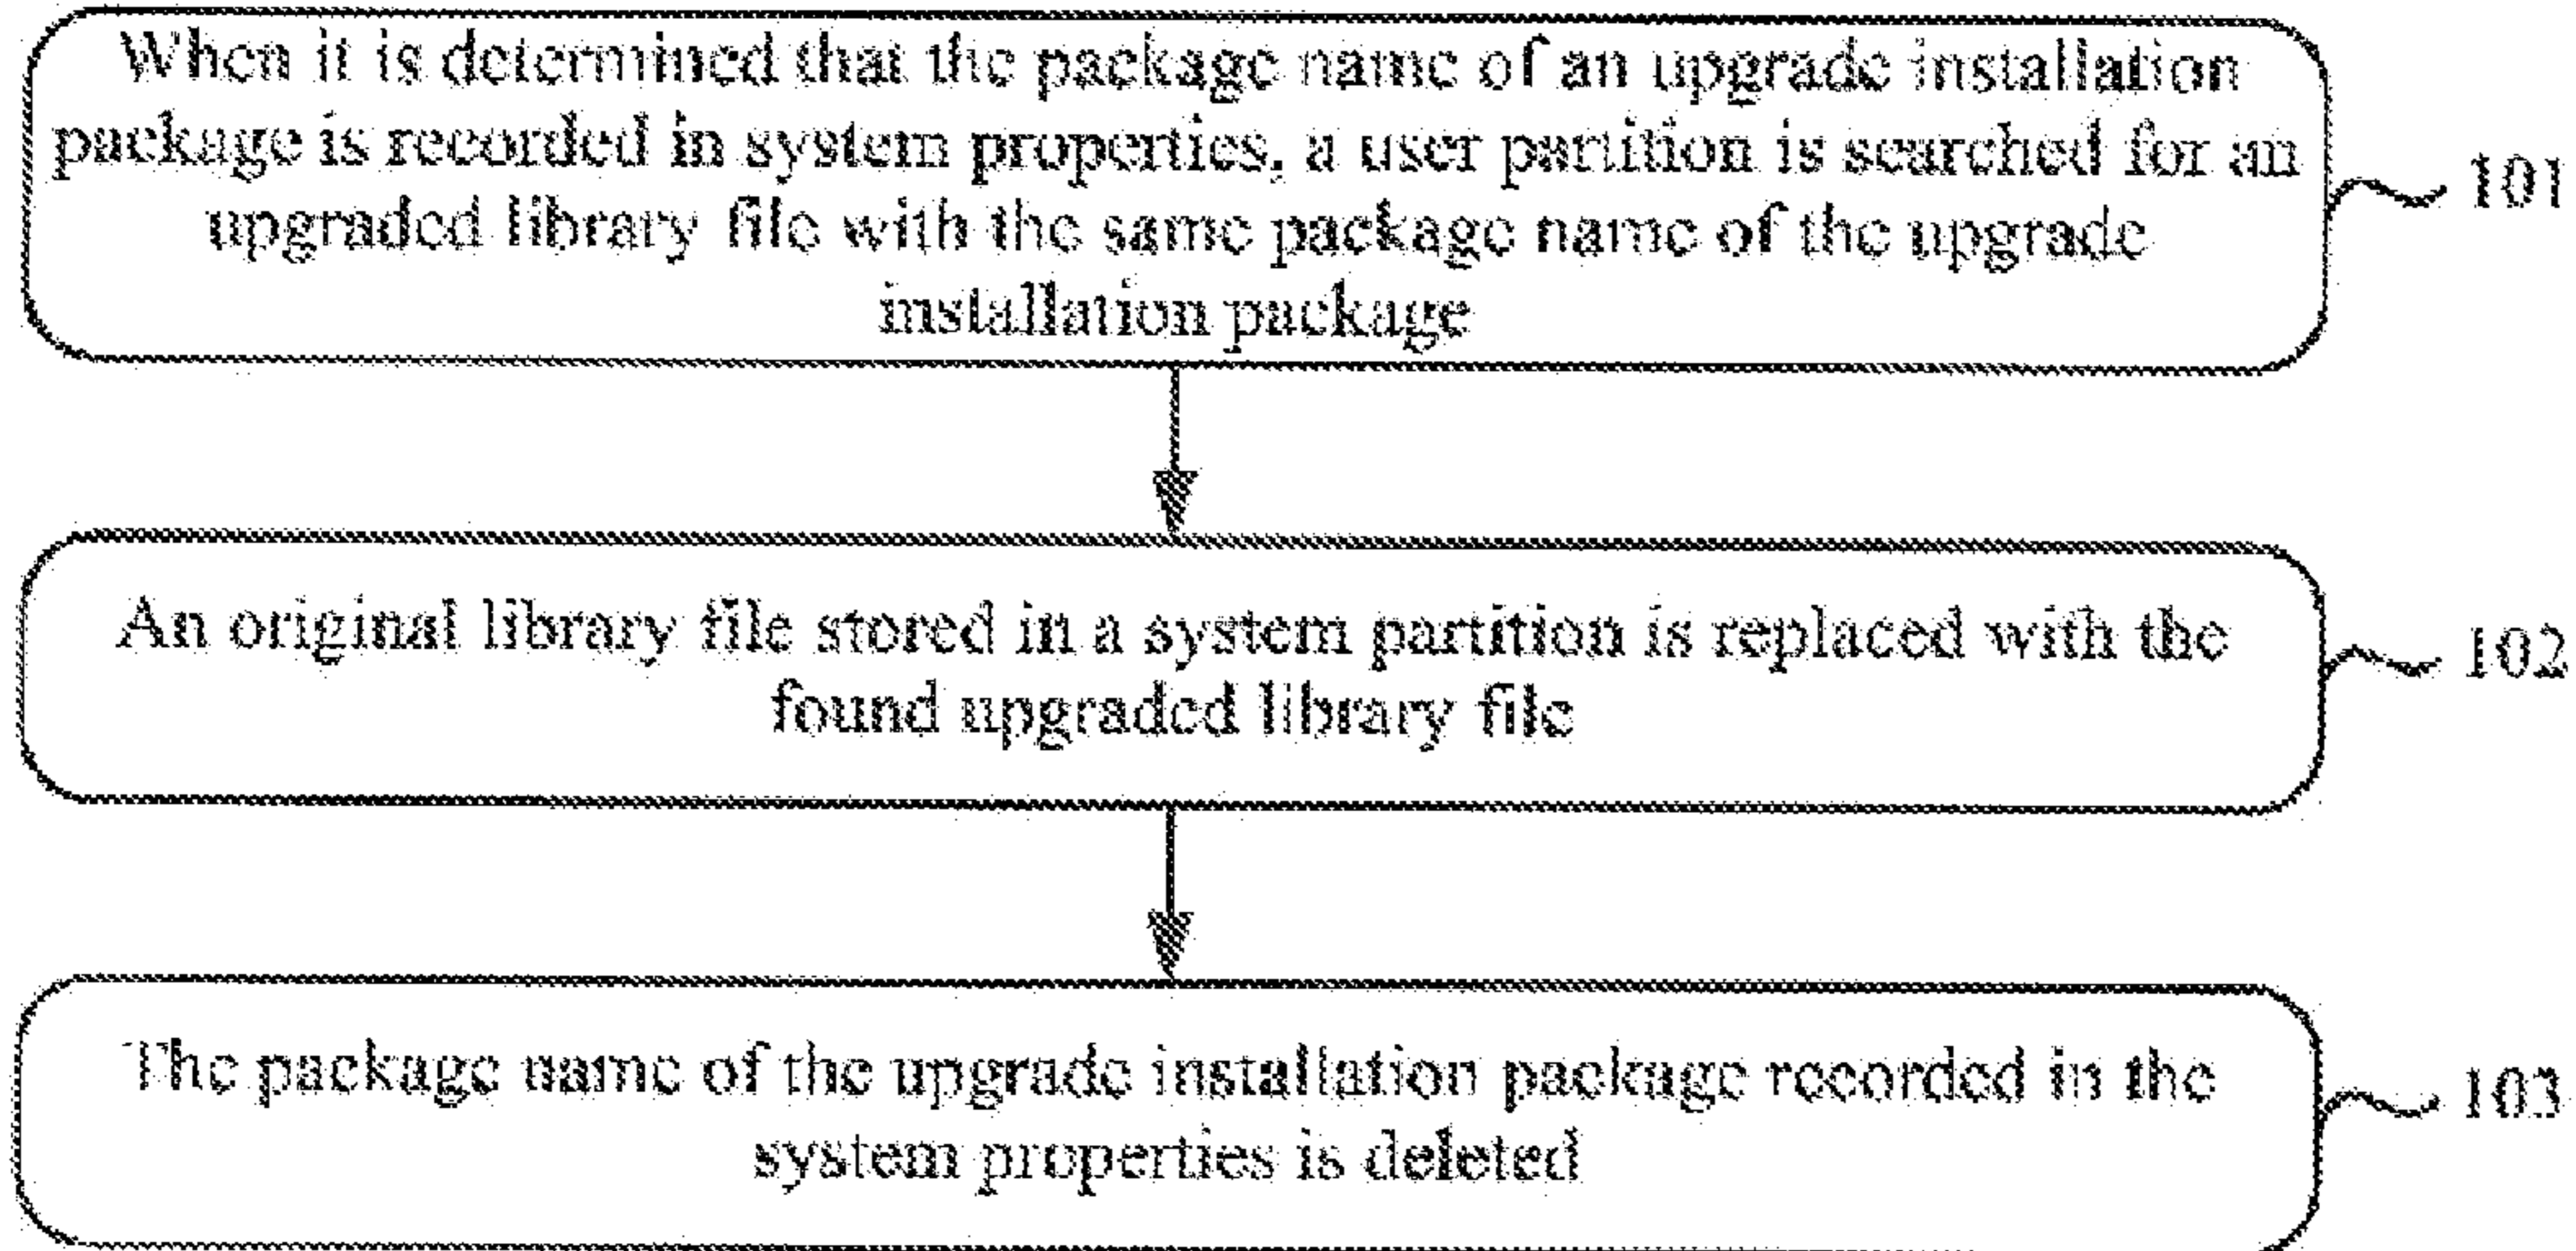 When it is determined that the package name of an upgrade installation
package is recorded in system properties, a user partition is searched for an
upgraded library file with the same package name of the upgrade
installation package
101
An original library file stored in a system partition is replaced with the
found upgraded library file
102
The package name of the upgrade installation package recorded in the
system properties is deleted
103